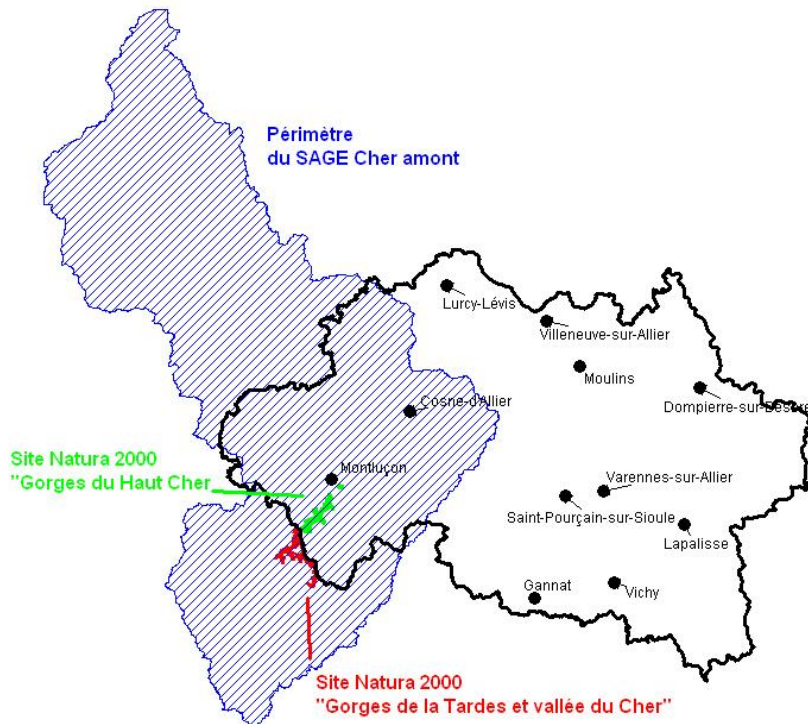 Périmètre
du SAGE Cher amont
Lurcy-Lévis
Villeneuve-sur-Allier
Moulins
Dompierre-sur-Besbre
Cosne-d'Allier
Site Natura 2000
"Gorges du Haut Cher
Montluçon
Varennes-sur-Allier
Saint-Pourçain-sur-Sioule
Lapalisse
Gannat
Vichy
Site Natura 2000
"Gorges de la Tardes et vallée du Cher"